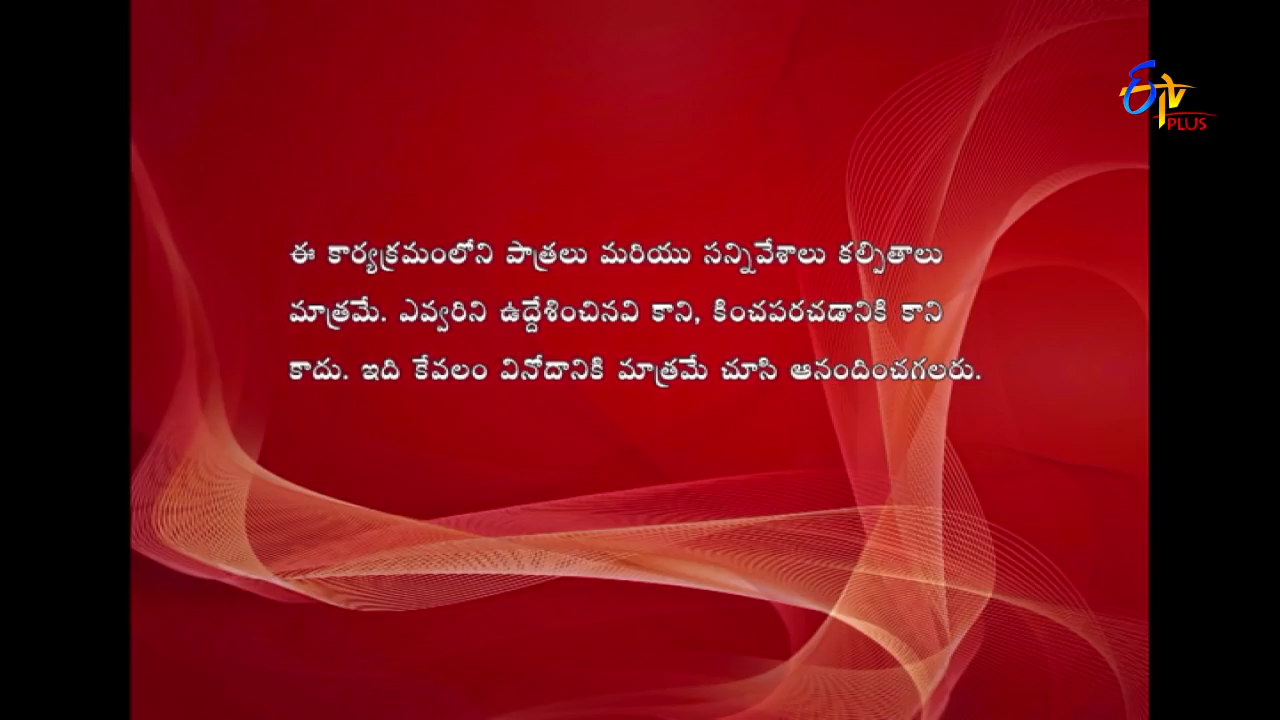 ETV
PLUS
ఈ కార్యక్రమంలోని పాత్రలు మరియు సన్నివేశాలు కల్పితాలు
మాత్రమే. ఎవ్వరిని ఉద్దేశించినవి కాని, కించపరచడానికి కాని
కాదు. ఇది కేవలం వినోదానికి మాత్రమే చూసి ఆనందించగలరు.